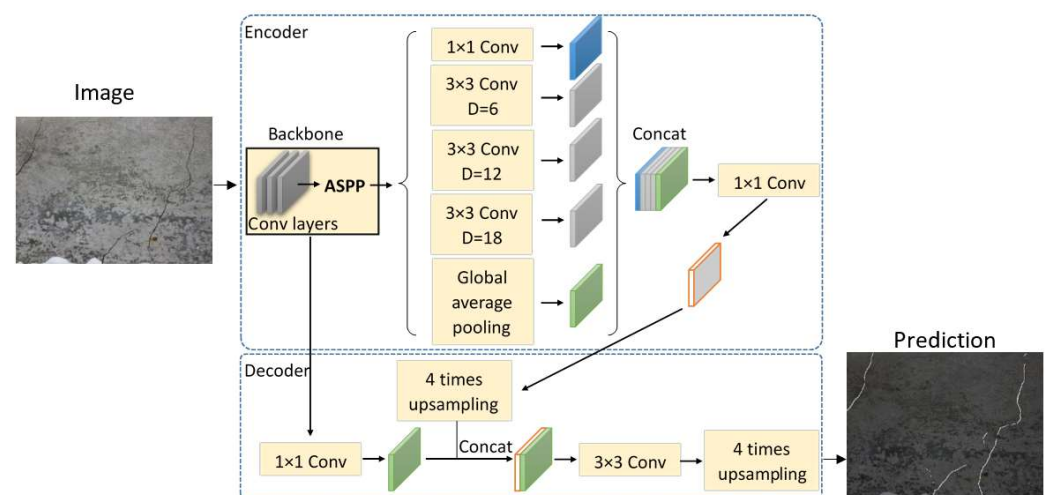 Encoder
Image
Backbone
ASPP
Conv layers
1×1 Conv
3×3 Conv
D=6
3×3 Conv
D=12
3×3 Conv
D=18
Global
average
pooling
Concat
1×1 Conv
Decoder
4 times
upsampling
1×1 Conv
Concat
3×3 Conv
4 times
upsampling
Prediction